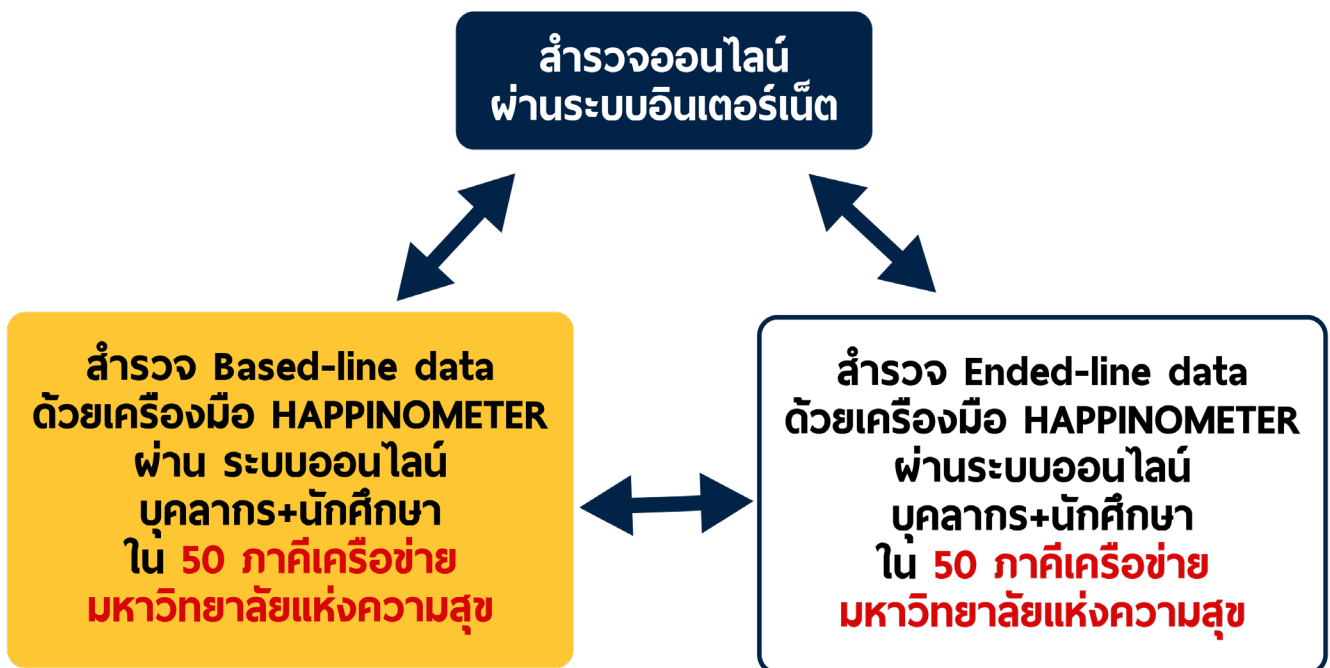 สำรวจออนไลน์
ผ่านระบบอินเตอร์เน็ต
สำรวจ Based-line data
ด้วยเครื่องมือ HAPPINOMETER
ผ่าน ระบบออนไลน์
บุคลากร+นักศึกษา
ใน 50 ภาคีเครือข่าย
มหาวิทยาลัยแห่งความสุข
สำรวจ Ended-line data
ด้วยเครื่องมือ HAPPINOMETER
ผ่านระบบออนไลน์
บุคลากร+นักศึกษา
ใน 50 ภาคีเครือข่าย
มหาวิทยาลัยแห่งความสุข